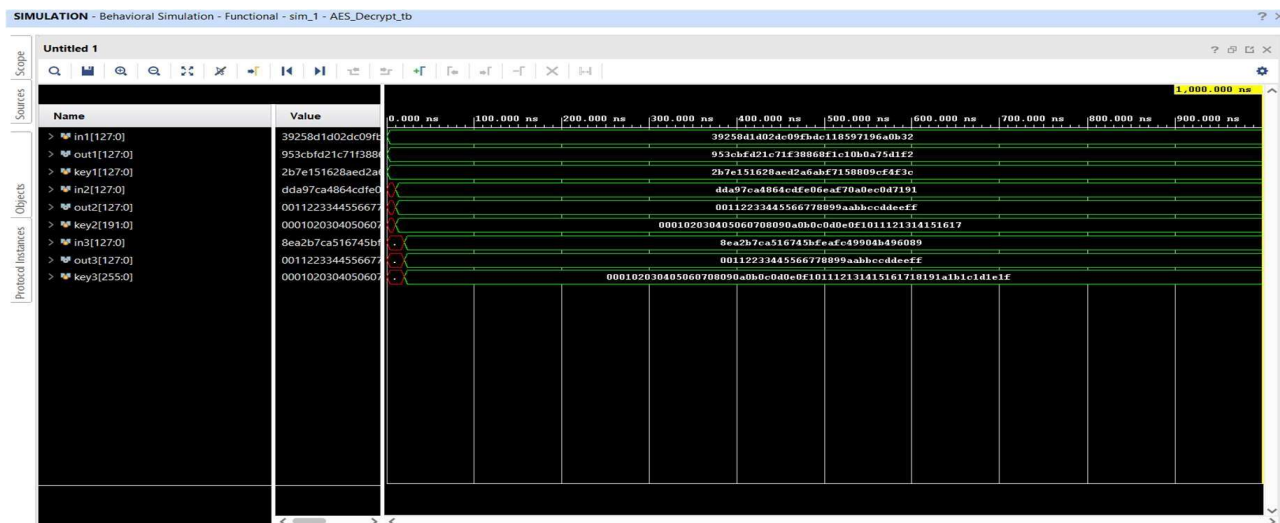 SIMULATION - Behavioral Simulation - Functional - sim_1 - AES_Decrypt_tb
Untitled 1
Scope
Sources
Objects
Protocol Instances
1,000.000 ns
Name Value
0.000 ns 100.000 ns 200.000 ns 300.000 ns 400.000 ns 500.000 ns 600.000 ns 700.000 ns 800.000 ns 900.000 ns
in1[127:0] 39258d1d02dc09fb 39258d1d02dc09fbdc118597196a0b32
out1[127:0] 953cbfd21c71f388 953cbfd21c71f38868f1c10b0a75d1f2
key1[127:0] 2b7e151628aed2a 2b7e151628aed2a6abf7158809cf4f3c
in2[127:0] dda97ca4864cdfe0 dda97ca4864cdfe06eaf70a0ec0d7191
out2[127:0] 0011223344556677 00112233445566778899aabbccddeeff
key2[191:0] 000102030405060 000102030405060708090a0b0c0d0e0f1011121314151617
in3[127:0] 8ea2b7ca516745bf 8ea2b7ca516745bfeafc49904b496089
out3[127:0] 0011223344556677 00112233445566778899aabbccddeeff
key3[255:0] 000102030405060 000102030405060708090a0b0c0d0e0f101112131415161718191a1b1c1d1e1f